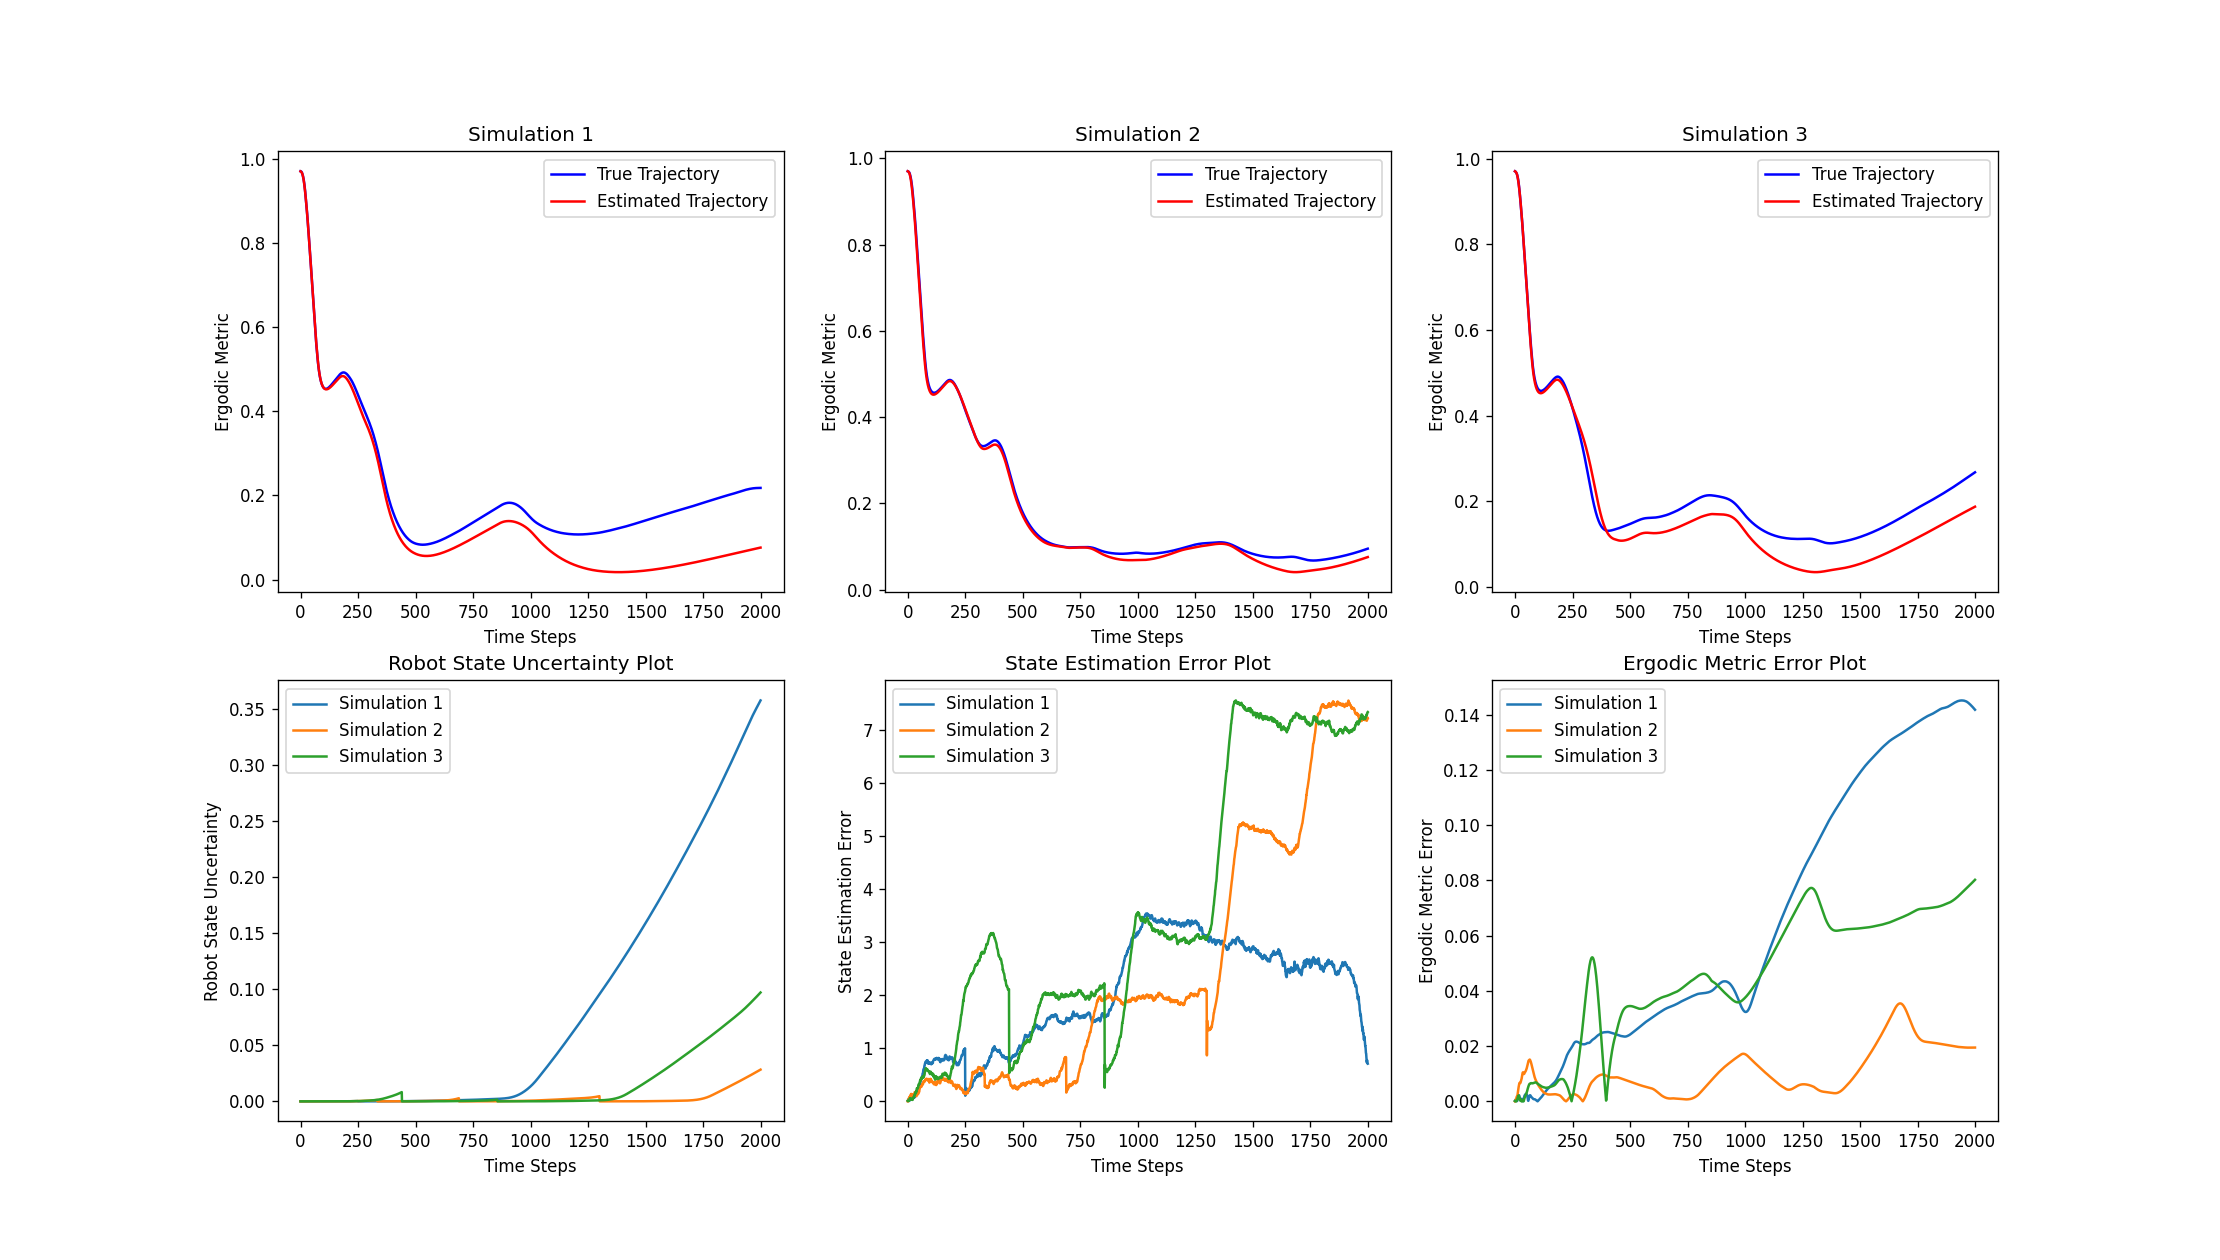 Simulation 1
1.0
0.8
0.6
0.4
0.2
0.0
Ergodic Metric
True Trajectory
Estimated Trajectory
0 250 500 750 1000 1250 1500 1750 2000
Time Steps
Simulation 2
1.0
0.8
0.6
0.4
0.2
0.0
Ergodic Metric
True Trajectory
Estimated Trajectory
0 250 500 750 1000 1250 1500 1750 2000
Time Steps
Simulation 3
1.0
0.8
0.6
0.4
0.2
0.0
Ergodic Metric
True Trajectory
Estimated Trajectory
0 250 500 750 1000 1250 1500 1750 2000
Time Steps
Robot State Uncertainty Plot
0.35
0.30
0.25
0.20
0.15
0.10
0.05
0.00
Robot State Uncertainty
Simulation 1
Simulation 2
Simulation 3
0 250 500 750 1000 1250 1500 1750 2000
Time Steps
State Estimation Error Plot
7
6
5
4
3
2
1
0
State Estimation Error
Simulation 1
Simulation 2
Simulation 3
0 250 500 750 1000 1250 1500 1750 2000
Time Steps
Ergodic Metric Error Plot
0.14
0.12
0.10
0.08
0.06
0.04
0.02
0.00
Ergodic Metric Error
Simulation 1
Simulation 2
Simulation 3
0 250 500 750 1000 1250 1500 1750 2000
Time Steps